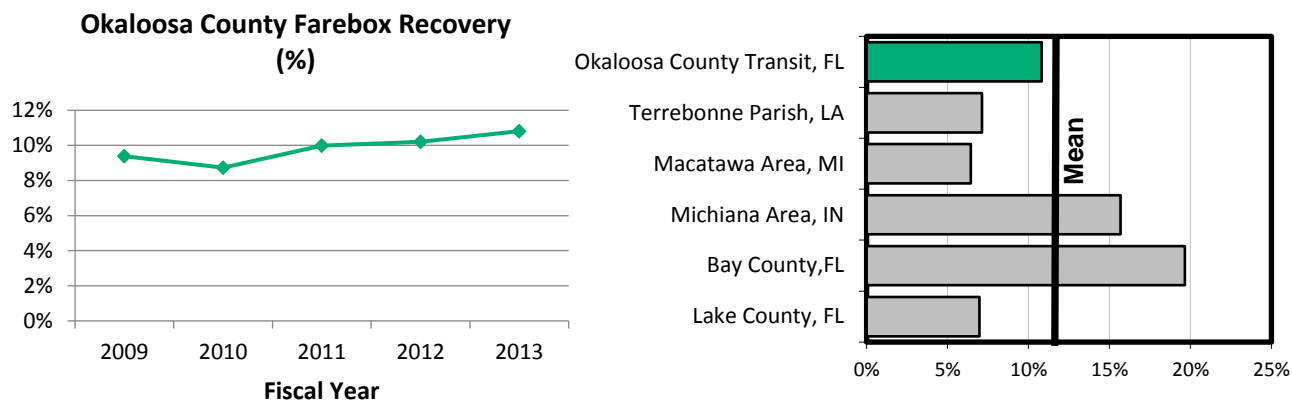 Okaloosa County Farebox Recovery
(%)
12%
10%
8%
6%
4%
2%
0%
2009 2010 2011 2012 2013
Fiscal Year
Okaloosa County Transit, FL
Terrebonne Parish, LA
Macatawa Area, MI
Michiana Area, IN
Bay County,FL
Lake County, FL
Mean
0% 5% 10% 15% 20% 25%